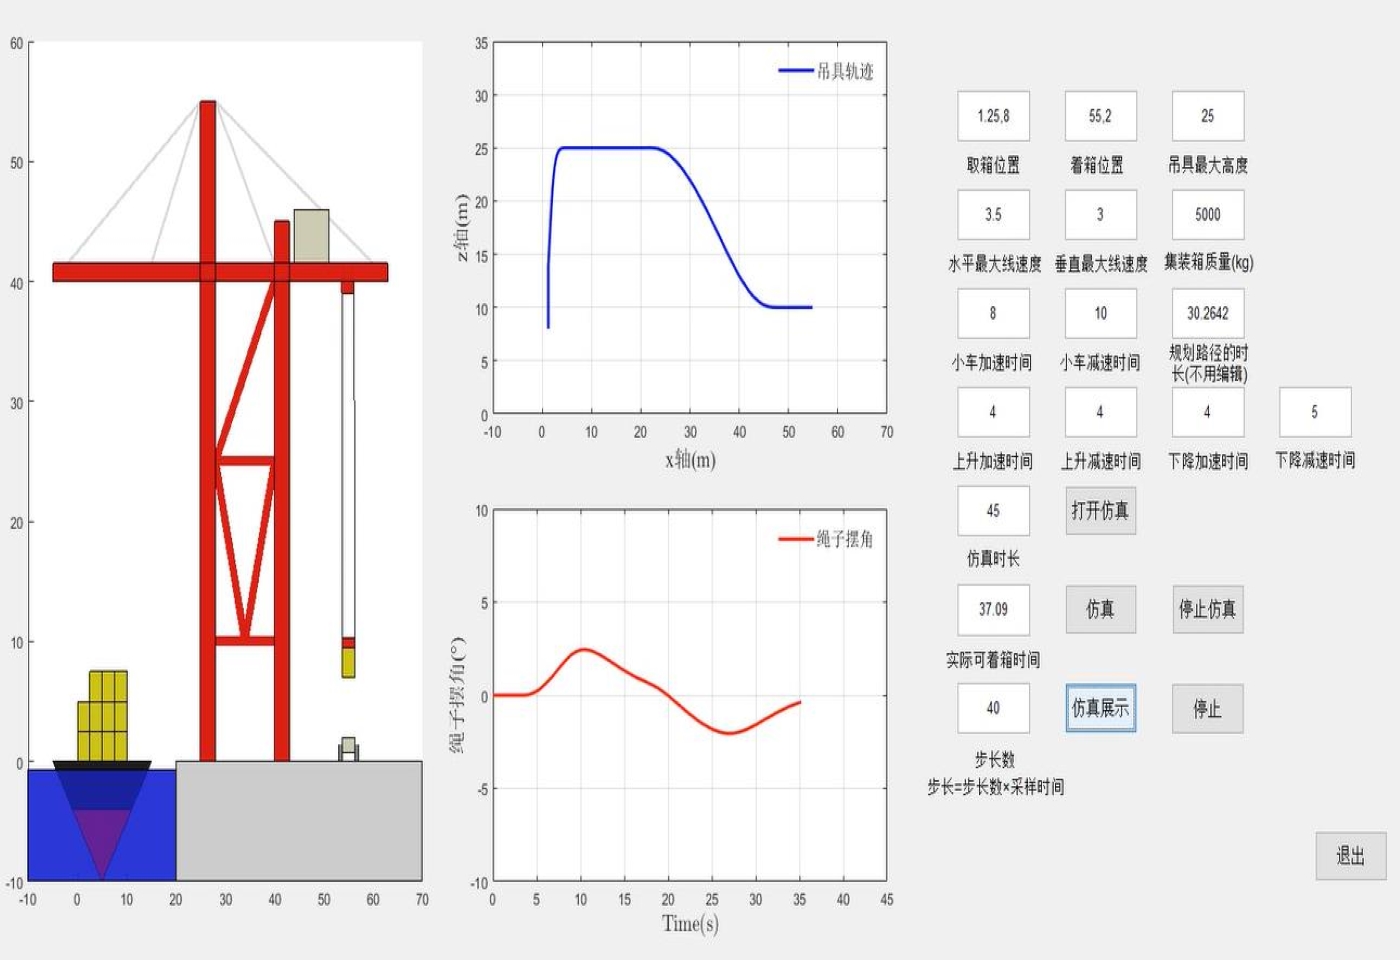 60
50
40
30
20
10
0
-10
-10
0
10
20
30
40
50
60
70
35
30
25
20
15
10
5
0
z轴(m)
吊具轨迹
-10
0
10
20
30
40
50
60
70
x轴(m)
10
5
0
-5
-10
绳子摆角(°)
绳子摆角
0
5
10
15
20
25
30
35
40
45
Time(s)
1.25,8
55,2
25
取箱位置
着箱位置
吊具最大高度
3.5
3
5000
水平最大线速度
垂直最大线速度
集装箱质量(kg)
8
10
30.2642
小车加速时间
小车减速时间
规划路径的时
长(不用编辑)
4
4
4
5
上升加速时间
上升减速时间
下降加速时间
下降减速时间
45
打开仿真
仿真时长
37.09
仿真
停止仿真
实际可着箱时间
40
仿真展示
停止
步长数
步长=步长数×采样时间
退出